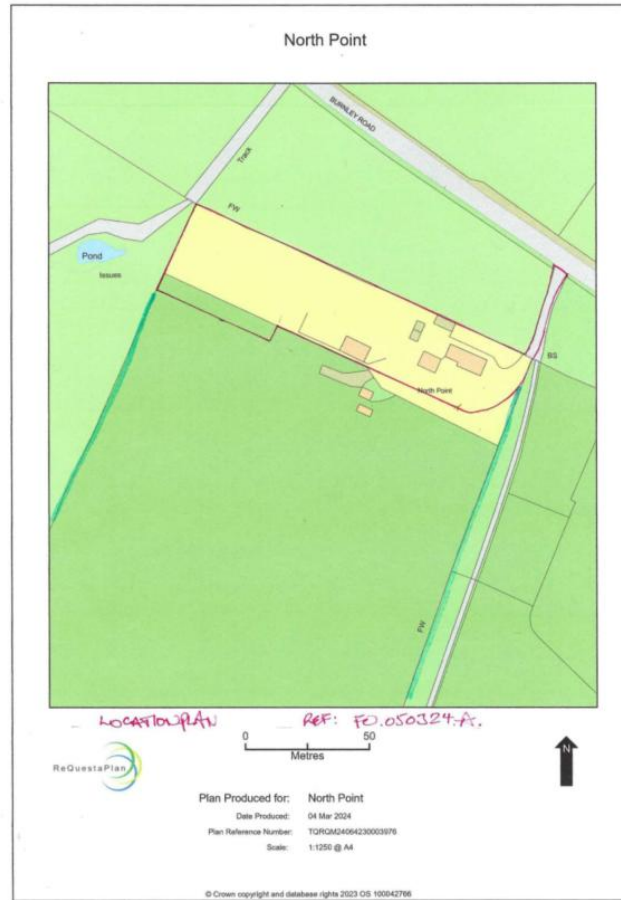 North Point
BURNLEY ROAD
Track
FW
Pond
Issues
BS
North Point
FW
LOCATION PLAN REF: FO.050324.A.
0 50
Metres
N
ReQuestaPlan
Plan Produced for: North Point
Date Produced: 04 Mar 2024
Plan Reference Number: TQRQM24064230003976
Scale: 1:1250 @ A4
© Crown copyright and database rights 2023 OS 100042766